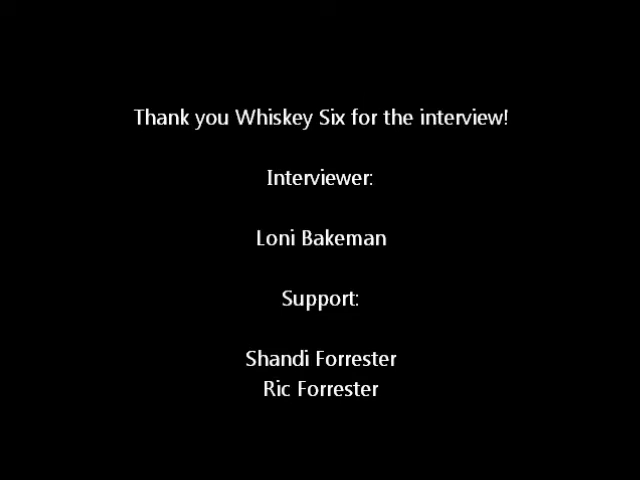 Thank you Whiskey Six for the interview!
Interviewer:
Loni Bakeman
Support:
Shandi Forrester
Ric Forrester